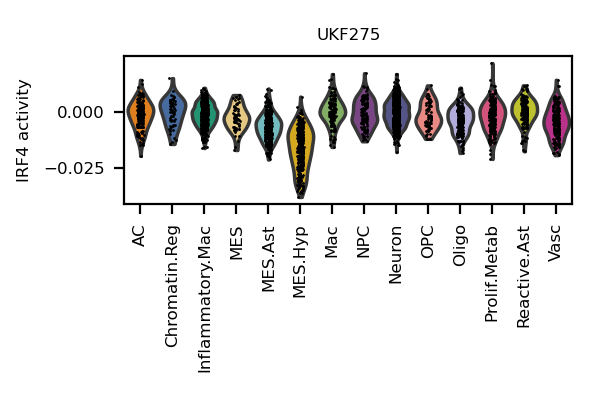 UKF275
IRF4 activity
0.000
−0.025
AC
Chromatin.Reg
Inflammatory.Mac
MES
MES.Ast
MES.Hyp
Mac
NPC
Neuron
OPC
Oligo
Prolif.Metab
Reactive.Ast
Vasc